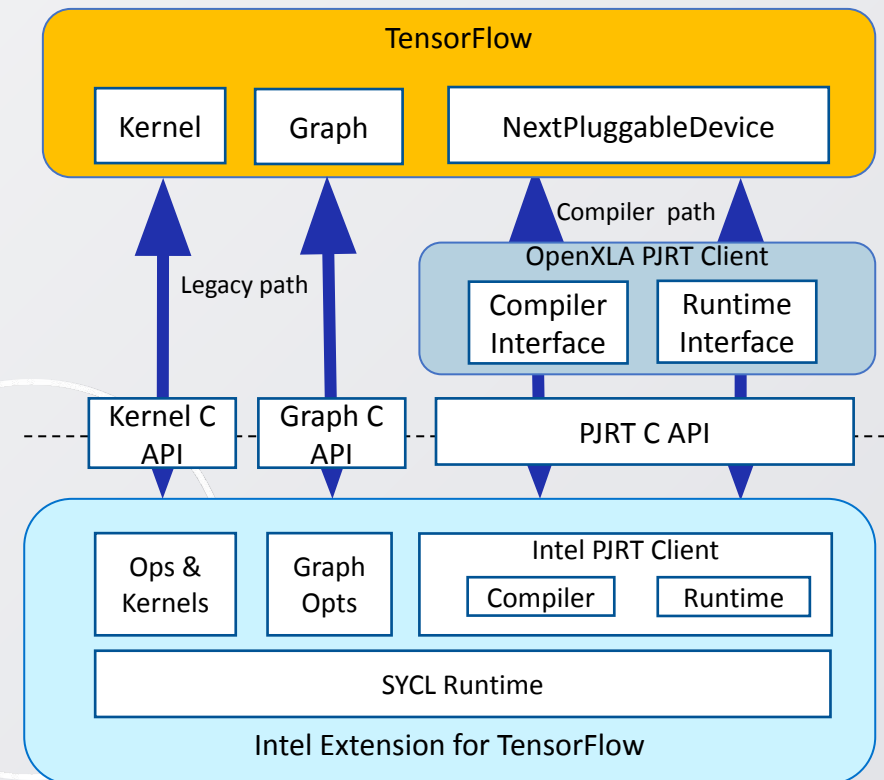 TensorFlow
Kernel
Graph
NextPluggableDevice
Compiler path
Legacy path
OpenXLA PJRT Client
Compiler
Interface
Runtime
Interface
Kernel C
API
Graph C
API
PJRT C API
Ops &
Kernels
Graph
Opts
Intel PJRT Client
Compiler
Runtime
SYCL Runtime
Intel Extension for TensorFlow